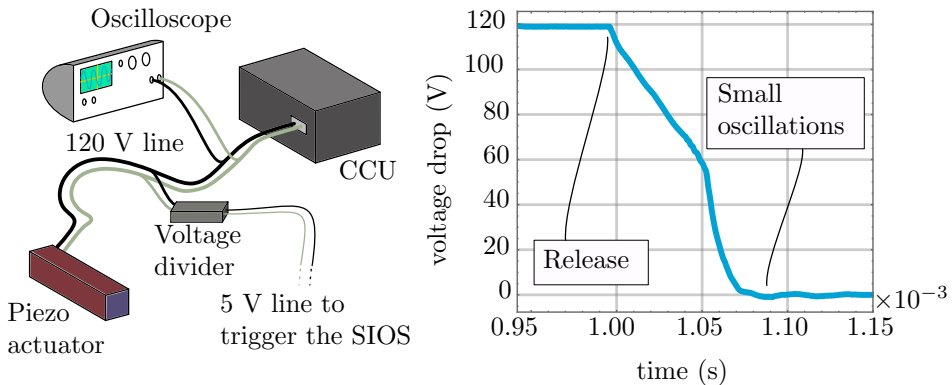 Oscilloscope
120 V line
CCU
Voltage
divider
Piezo
actuator
5 V line to
trigger the SIOS
voltage drop (V)
120
100
80
60
40
20
0
Release
Small
oscillations
0.95
1.00
1.05
1.10
1.15
×10⁻³
time (s)